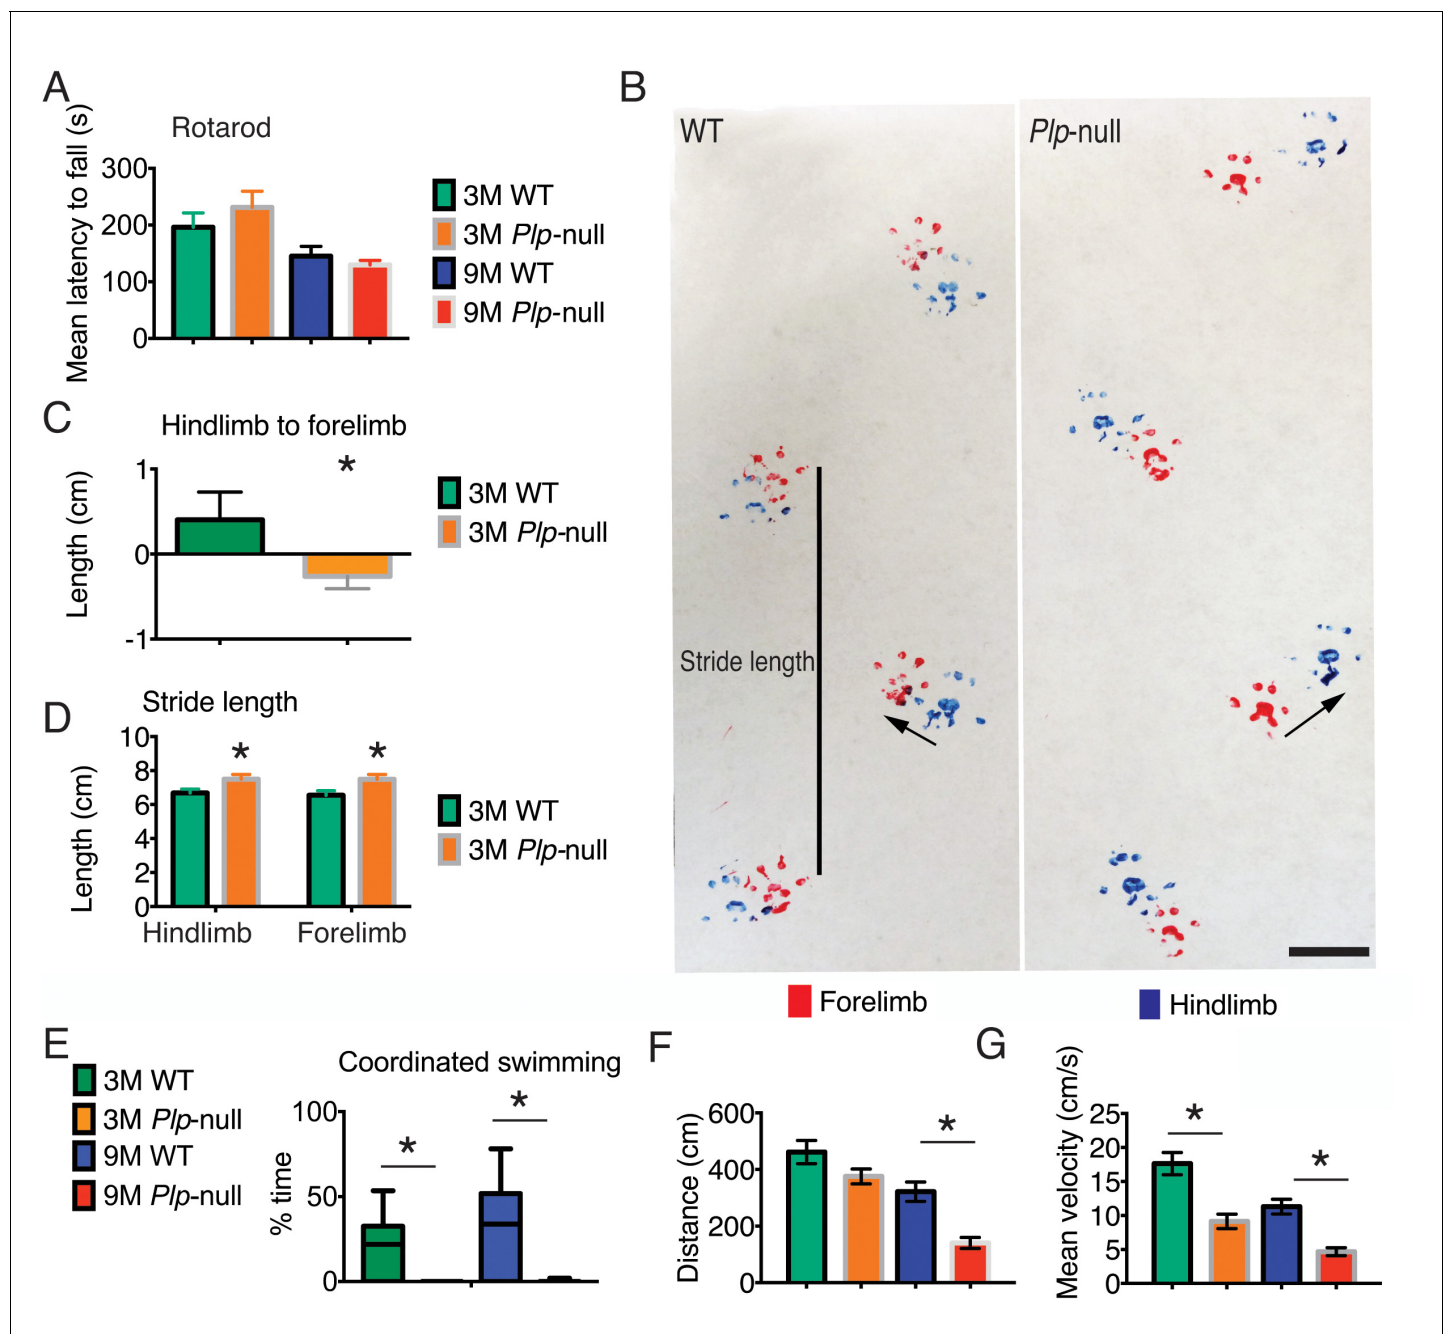 A
Rotarod
Mean latency to fall (s)
300
200
100
0
3M WT
3M Plp-null
9M WT
9M Plp-null
B
WT
Plp-null
Stride length
Forelimb
Hindlimb
C
Hindlimb to forelimb
*
Length (cm)
1
0
-1
3M WT
3M Plp-null
D
Stride length
* *
Length (cm)
10
8
6
4
2
0
Hindlimb Forelimb
3M WT
3M Plp-null
E
3M WT
3M Plp-null
9M WT
9M Plp-null
Coordinated swimming
* *
% time
100
50
0
F
*
Distance (cm)
600
400
200
0
G
* *
Mean velocity (cm/s)
25
20
15
10
5
0